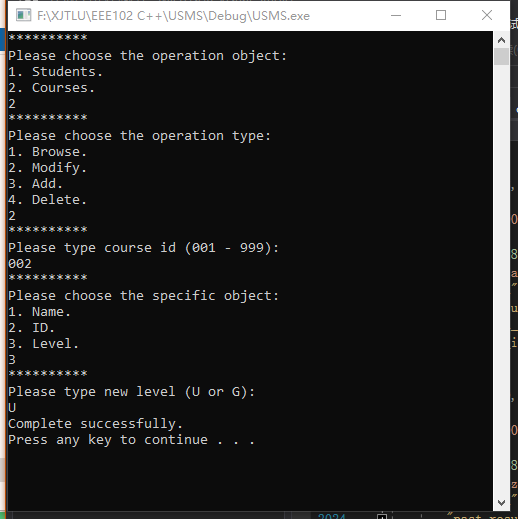 F:\XJTLU\EEE102 C++\USMS\Debug\USMS.exe
**********
Please choose the operation object:
1. Students.
2. Courses.
2
**********
Please choose the operation type:
1. Browse.
2. Modify.
3. Add.
4. Delete.
2
**********
Please type course id (001 - 999):
002
**********
Please choose the specific object:
1. Name.
2. ID.
3. Level.
3
**********
Please type new level (U or G):
U
Complete successfully.
Press any key to continue . . .